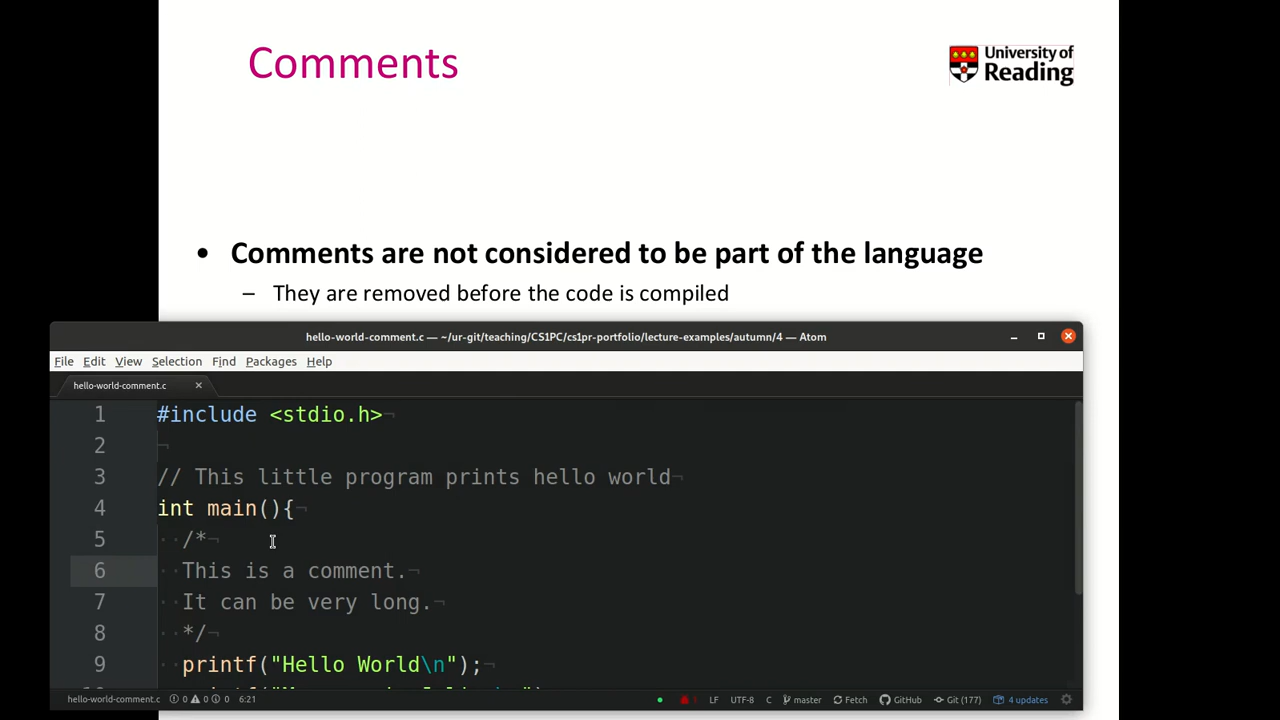 Comments
University of
Reading
• Comments are not considered to be part of the language
– They are removed before the code is compiled
hello-world-comment.c — ~/ur-git/teaching/CS1PC/cs1pr-portfolio/lecture-examples/autumn/4 — Atom
File Edit View Selection Find Packages Help
hello-world-comment.c ×
1 #include <stdio.h>¬
2 ¬
3 // This little program prints hello world¬
4 int main(){¬
5 ··/*¬
6 ··This is a comment.¬
7 ··It can be very long.¬
8 ··*/¬
9 ··printf("Hello World\n");¬
hello-world-comment.c 0 0 0 6:21 LF UTF-8 C master Fetch GitHub Git (177) 4 updates